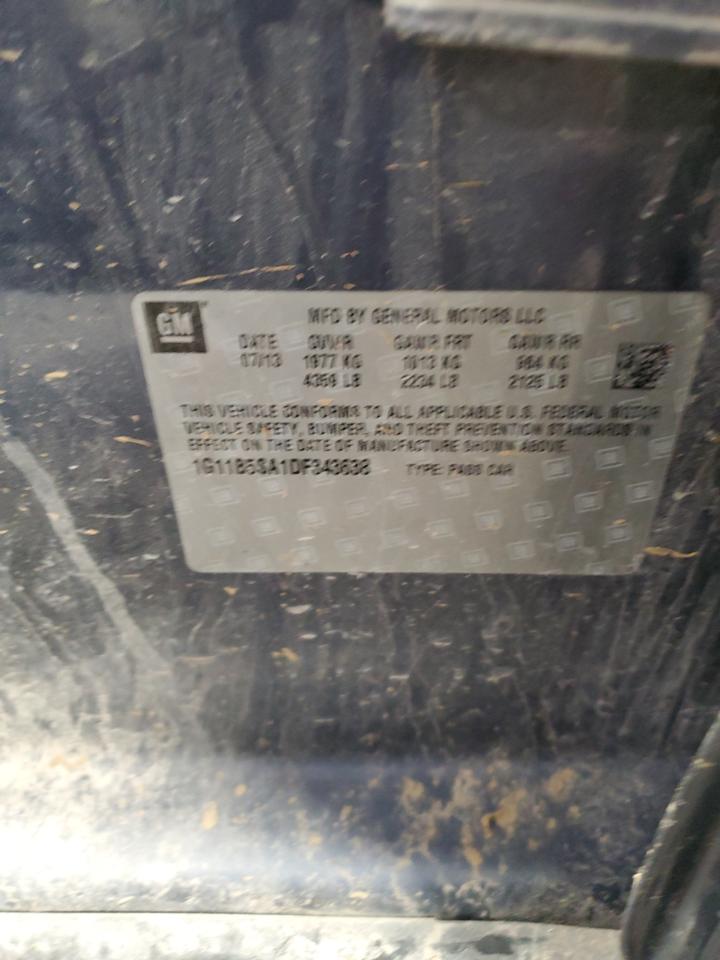 GM
MFD BY GENERAL MOTORS LLC
DATE GVWR GAWR FRT GAWR RR
07/13 1977 KG 1013 KG 964 KG
4359 LB 2234 LB 2125 LB
THIS VEHICLE CONFORMS TO ALL APPLICABLE U.S. FEDERAL MOTOR
VEHICLE SAFETY, BUMPER, AND THEFT PREVENTION STANDARDS IN
EFFECT ON THE DATE OF MANUFACTURE SHOWN ABOVE.
1G11B5SA1DF343638 TYPE: PASS CAR